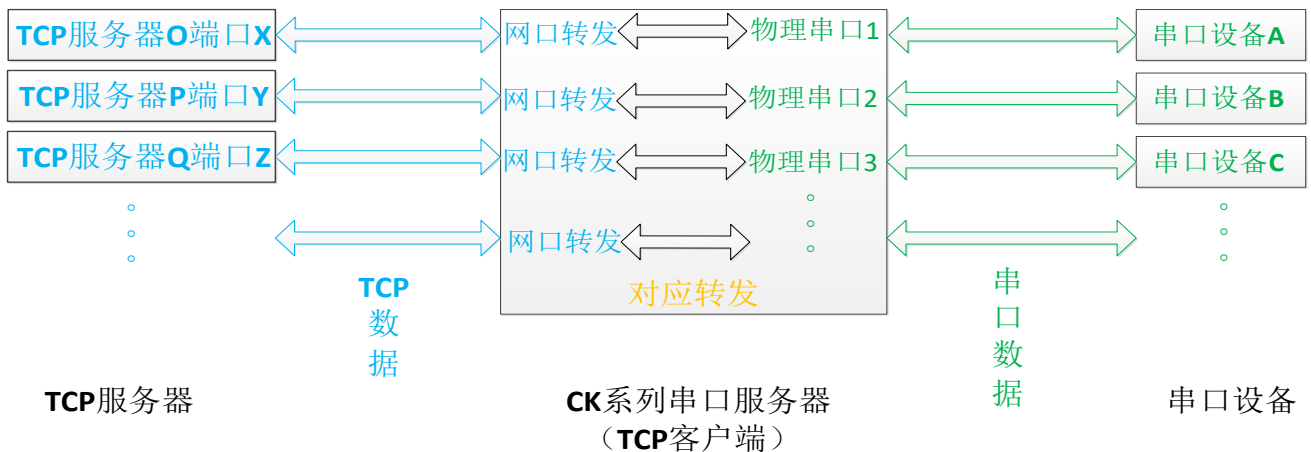 TCP服务器O端口X
网口转发
物理串口1
串口设备A
TCP服务器P端口Y
网口转发
物理串口2
串口设备B
TCP服务器Q端口Z
网口转发
物理串口3
串口设备C
网口转发
对应转发
TCP
数
据
串
口
数
据
TCP服务器
CK系列串口服务器
（TCP客户端）
串口设备